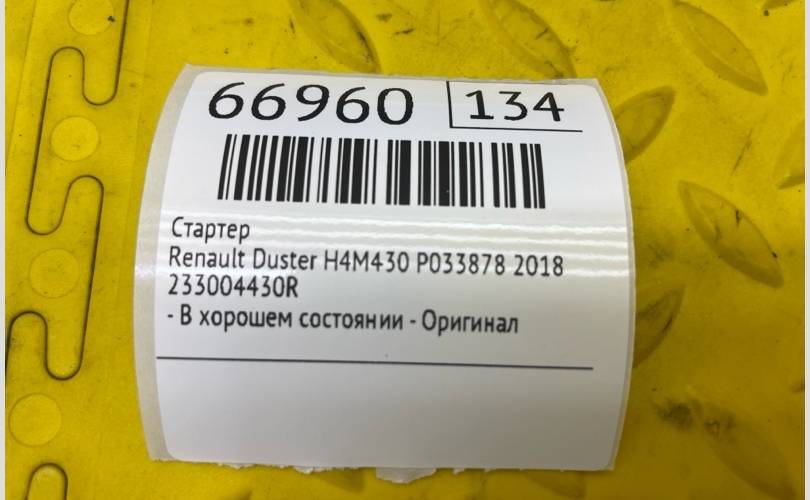 66960 134
Стартер
Renault Duster H4M430 P033878 2018
233004430R
- В хорошем состоянии - Оригинал